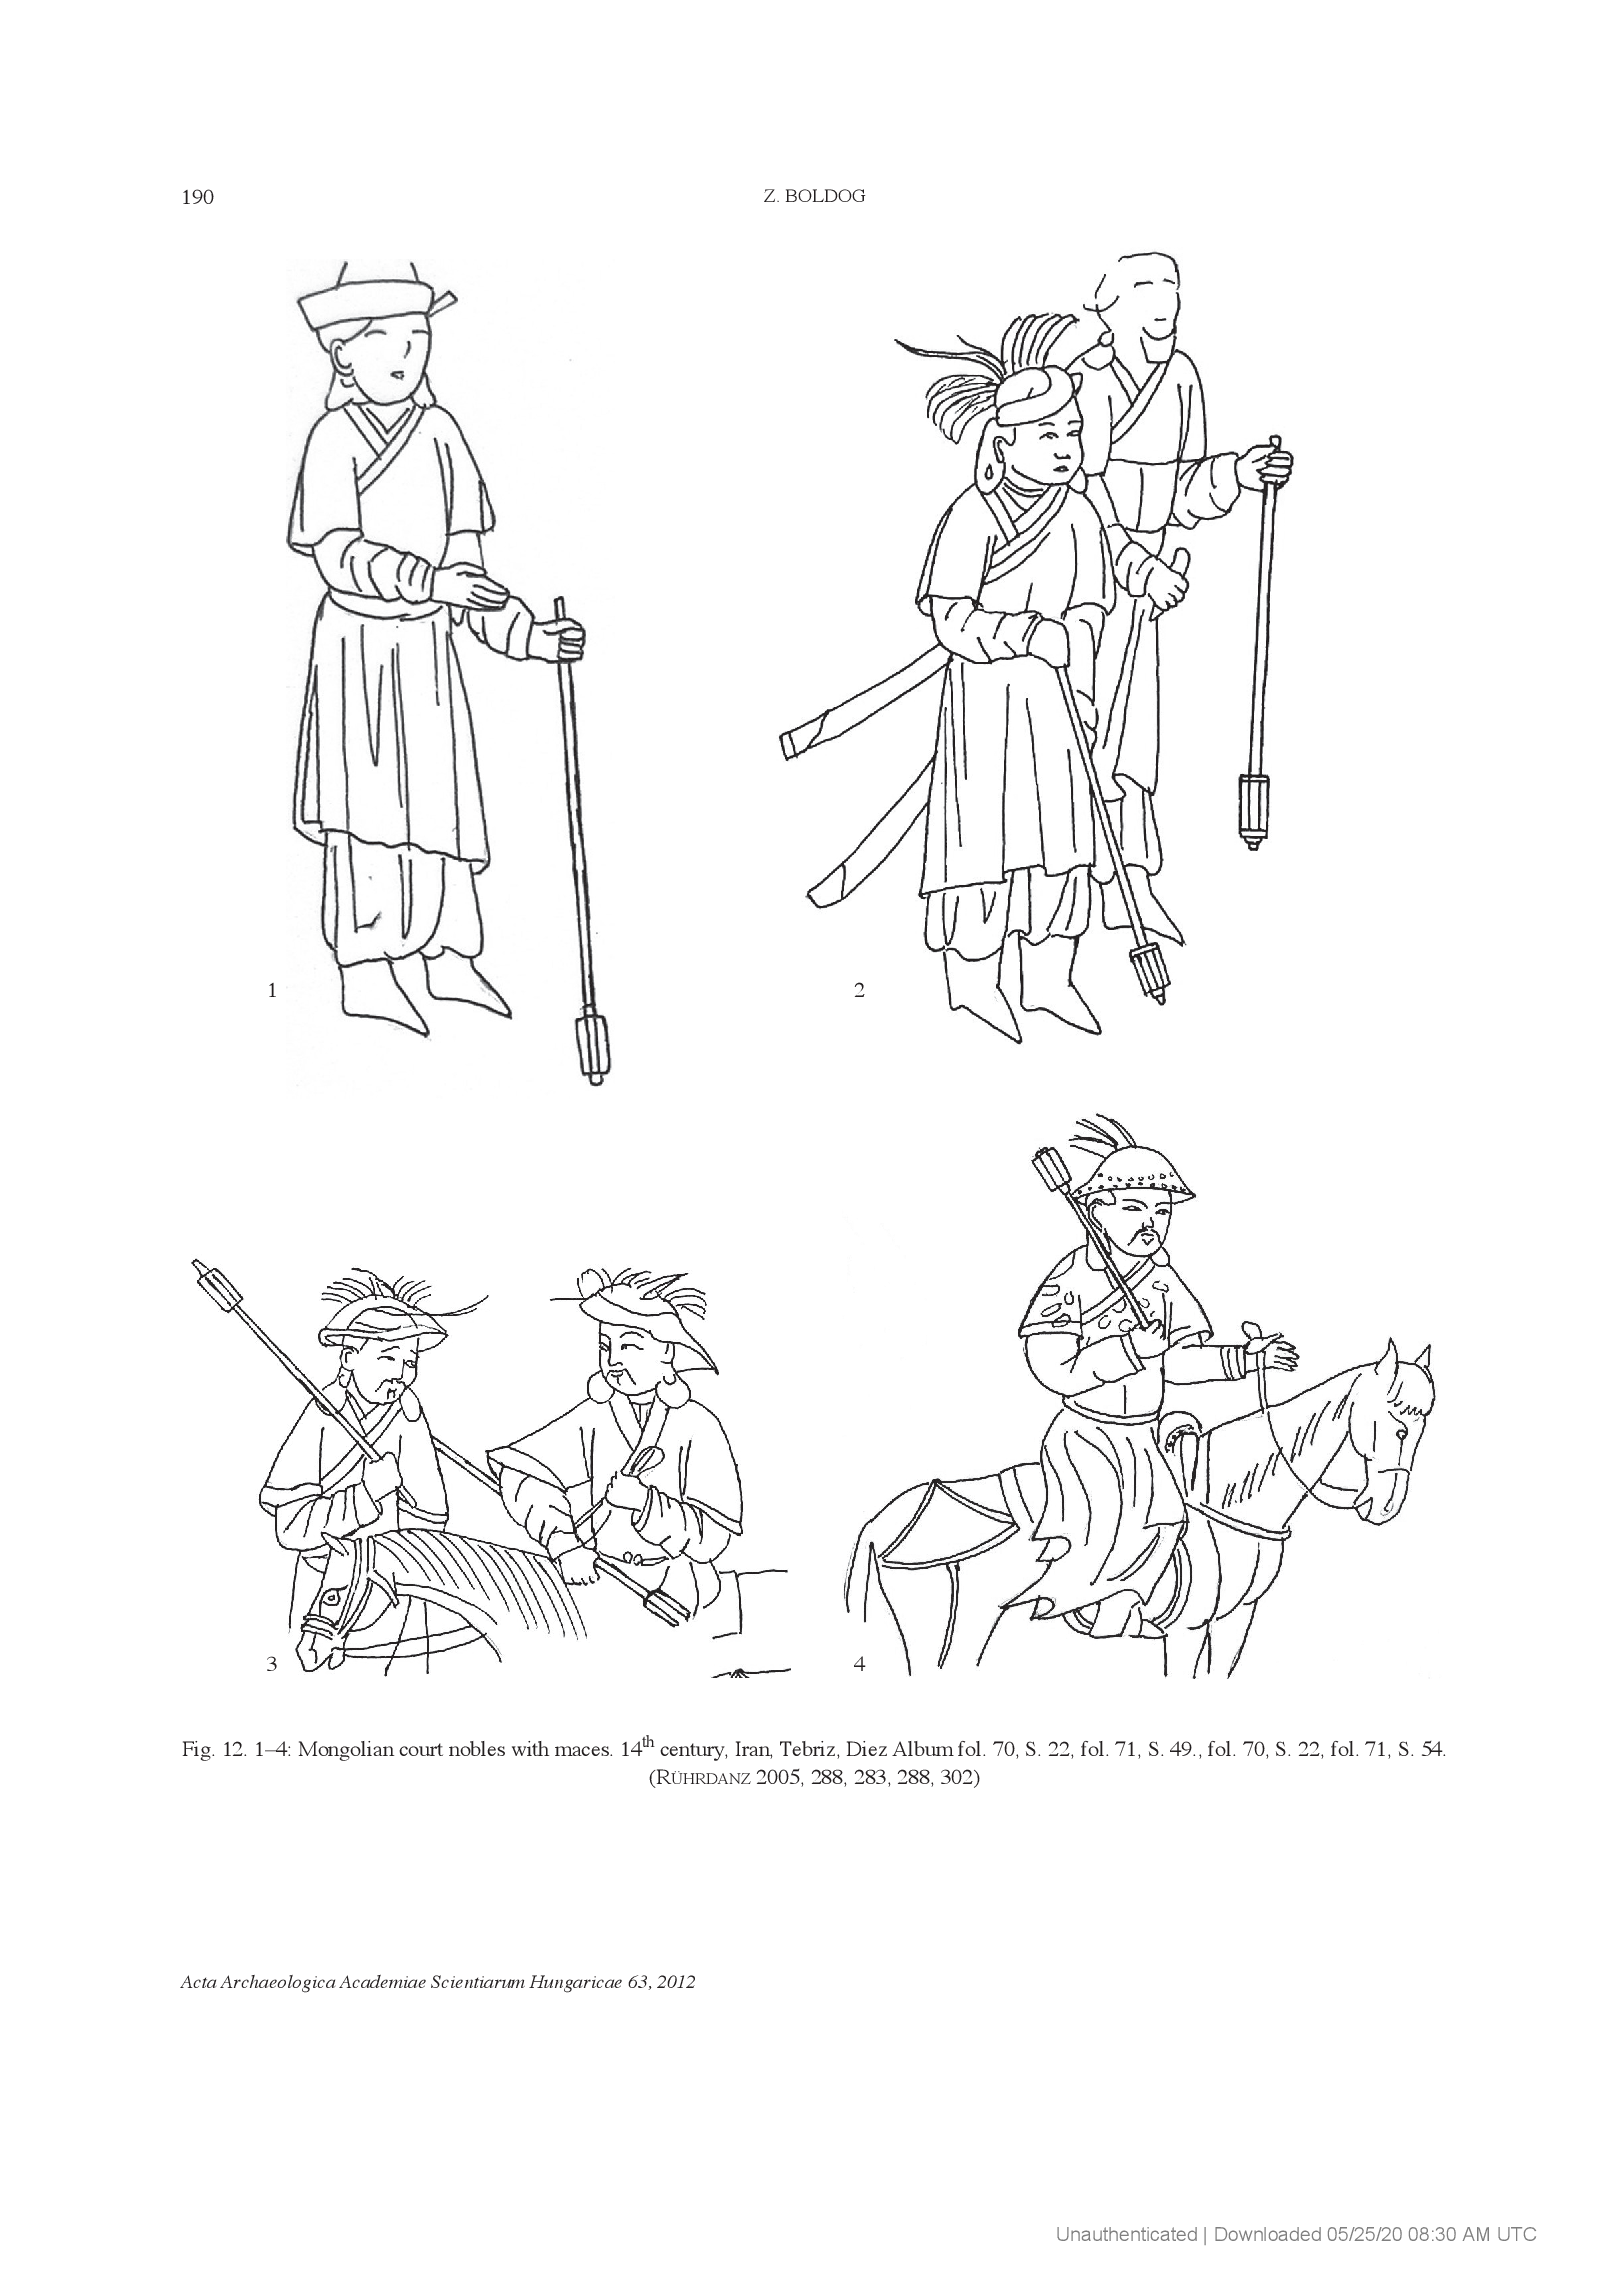 190
Z. BOLDOG
1
2
3
4
Fig. 12. 1–4: Mongolian court nobles with maces. 14th century, Iran, Tebriz, Diez Album fol. 70, S. 22, fol. 71, S. 49., fol. 70, S. 22, fol. 71, S. 54.
(RÜHRDANZ 2005, 288, 283, 288, 302)
Acta Archaeologica Academiae Scientiarum Hungaricae 63, 2012
Unauthenticated | Downloaded 05/25/20 08:30 AM UTC